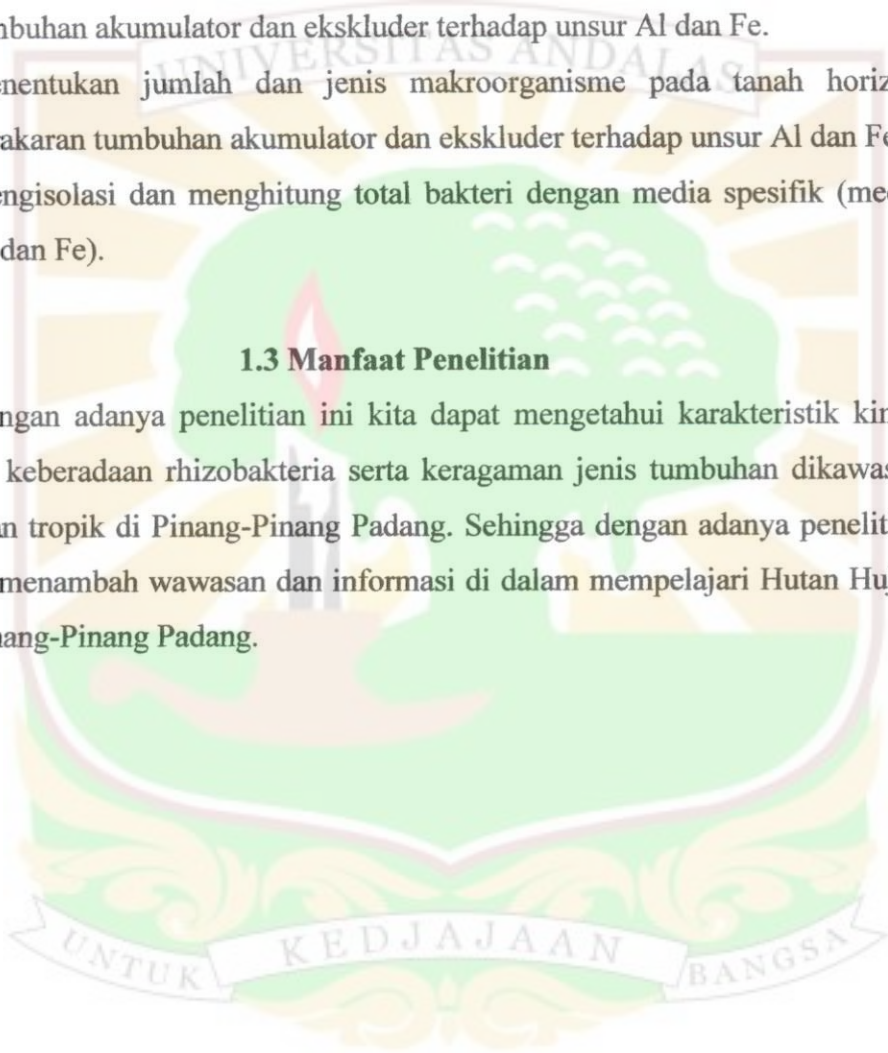 UNIVERSITAS ANDALAS
mbuhan akumulator dan ekskluder terhadap unsur Al dan Fe.
enentukan jumlah dan jenis makroorganisme pada tanah horiz
akaran tumbuhan akumulator dan ekskluder terhadap unsur Al dan Fe
engisolasi dan menghitung total bakteri dengan media spesifik (me
dan Fe).
1.3 Manfaat Penelitian
ngan adanya penelitian ini kita dapat mengetahui karakteristik kin
keberadaan rhizobakteria serta keragaman jenis tumbuhan dikawas
n tropik di Pinang-Pinang Padang. Sehingga dengan adanya penelit
menambah wawasan dan informasi di dalam mempelajari Hutan Huj
nang-Pinang Padang.
UNTUK KEDJAJAAN BANGSA